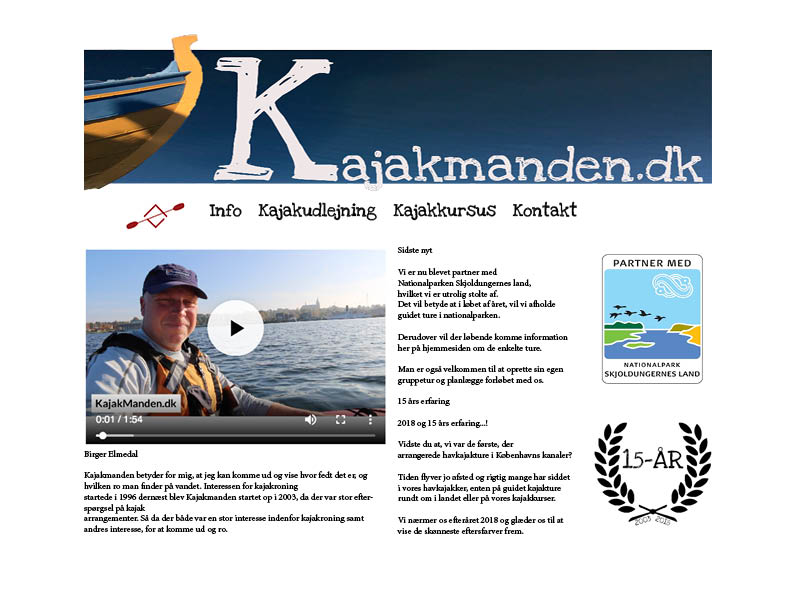 Kajakmanden.dk
Info Kajakudlejning Kajakkursus Kontakt
KajakManden.dk
0:01 / 1:54
Birger Elmedal
Kajakmanden betyder for mig, at jeg kan komme ud og vise hvor fedt det er, og
hvilken ro man finder på vandet. Interessen for kajakroning
startede i 1996 dernæst blev Kajakmanden startet op i 2003, da der var stor efter-
spørgsel på kajak
arrangementer. Så da der både var en stor interesse indenfor kajakroning samt
andres interesse, for at komme ud og ro.
Sidste nyt
Vi er nu blevet partner med
Nationalparken Skjoldungernes land,
hvilket vi er utrolig stolte af.
Det vil betyde at i løbet af året, vil vi afholde
guidet ture i nationalparken.
Derudover vil der løbende komme information
her på hjemmesiden om de enkelte ture.
Man er også velkommen til at oprette sin egen
gruppetur og planlægge forløbet med os.
15 års erfaring
2018 og 15 års erfaring...!
Vidste du at, vi var de første, der
arrangerede havkajakture i Københavns kanaler?
Tiden flyver jo afsted og rigtig mange har siddet
i vores havkajakker, enten på guidet kajakture
rundt om i landet eller på vores kajakkurser.
Vi nærmer os efteråret 2018 og glæder os til at
vise de skønneste eftersfarver frem.
PARTNER MED
NATIONALPARK
SKJOLDUNGERNES LAND
15-ÅR
2003 2018